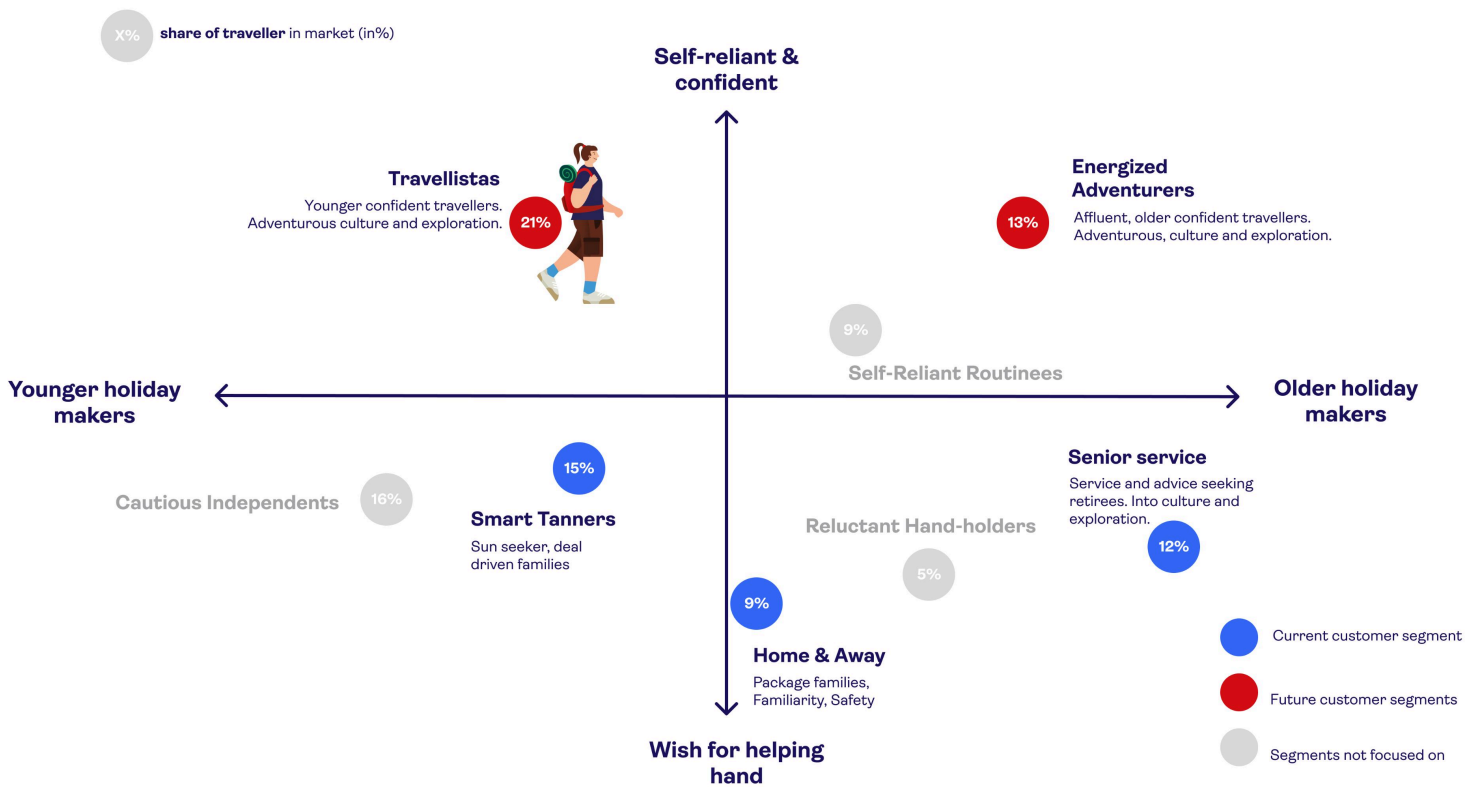 X%
share of traveller in market (in%)
Self-reliant &
confident
Travellistas
Younger confident travellers.
Adventurous culture and exploration.
21%
Energized
Adventurers
13%
Affluent, older confident travellers.
Adventurous, culture and exploration.
9%
Self-Reliant Routinees
Younger holiday
makers
Older holiday
makers
Cautious Independents
16%
15%
Smart Tanners
Sun seeker, deal
driven families
Senior service
Service and advice seeking
retirees. Into culture and
exploration.
12%
Reluctant Hand-holders
5%
9%
Home & Away
Package families,
Familiarity, Safety
Wish for helping
hand
Current customer segment
Future customer segments
Segments not focused on